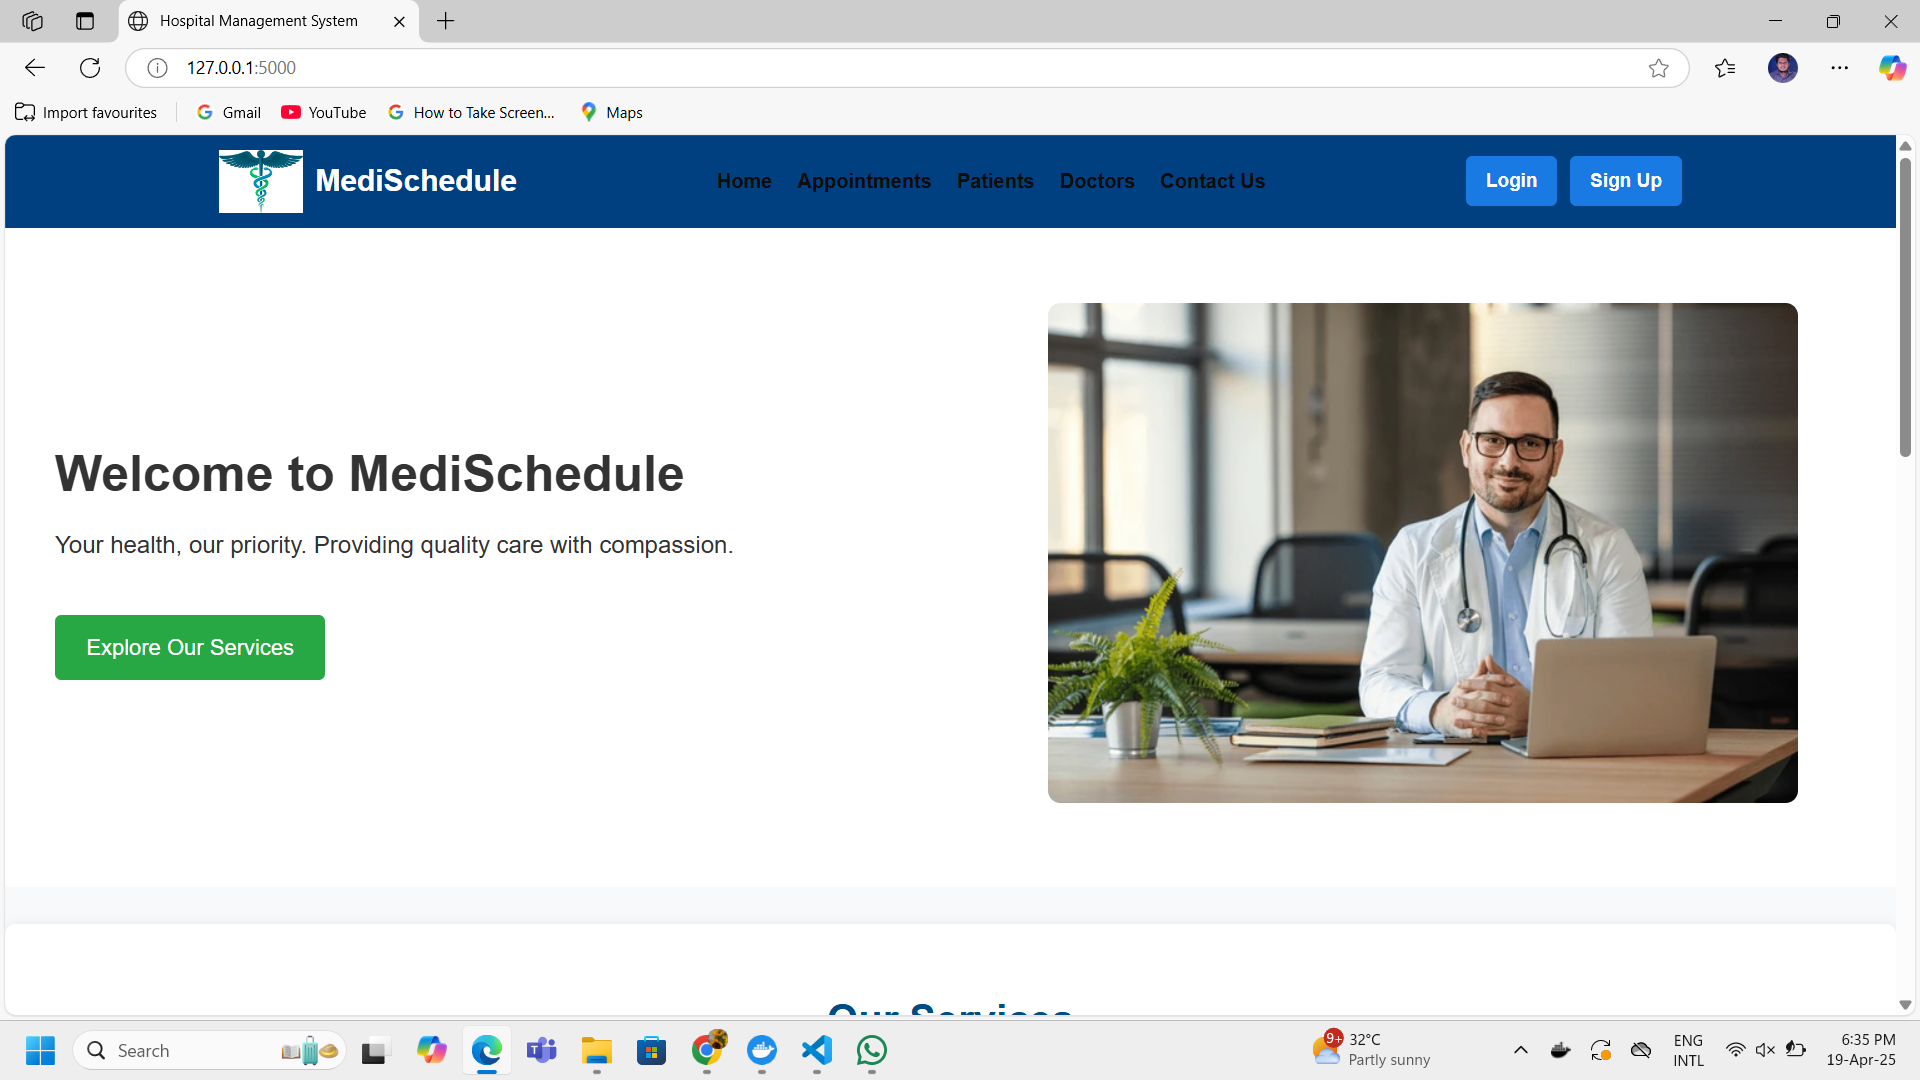 Hospital Management System
127.0.0.1:5000
Import favourites
Gmail
YouTube
How to Take Screen...
Maps
MediSchedule
Home
Appointments
Patients
Doctors
Contact Us
Login
Sign Up
Welcome to MediSchedule
Your health, our priority. Providing quality care with compassion.
Explore Our Services
Our Services
Search
9+
32°C
Partly sunny
ENG
INTL
6:35 PM
19-Apr-25